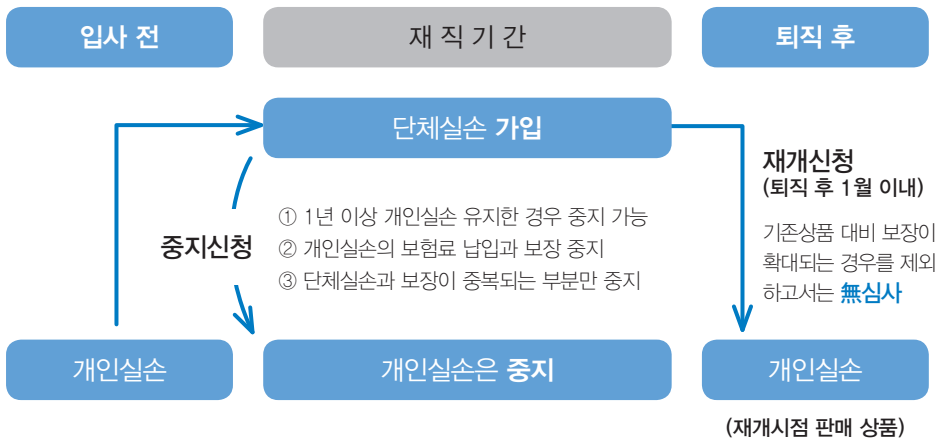 입사 전
재 직 기 간
퇴직 후
단체실손 가입
중지신청
① 1년 이상 개인실손 유지한 경우 중지 가능
② 개인실손의 보험료 납입과 보장 중지
③ 단체실손과 보장이 중복되는 부분만 중지
재개신청
(퇴직 후 1월 이내)
기존상품 대비 보장이
확대되는 경우를 제외
하고서는 無심사
개인실손
개인실손은 중지
개인실손
(재개시점 판매 상품)